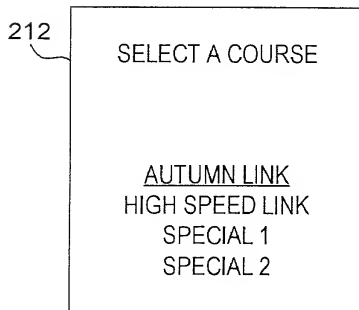 212
SELECT A COURSE
AUTUMN LINK
HIGH SPEED LINK
SPECIAL 1
SPECIAL 2